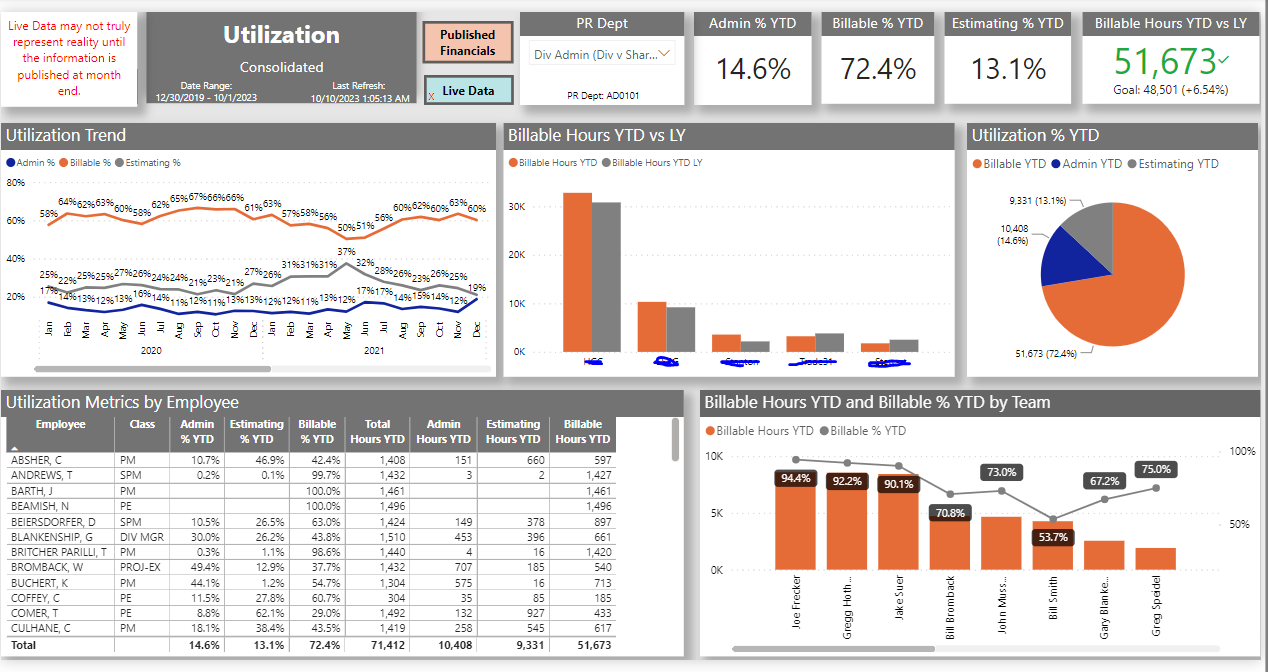 Live Data may not truly
represent reality until
the information is
published at month
end.
Utilization
Consolidated
Date Range:
12/30/2019 - 10/1/2023
Last Refresh:
10/10/2023 1:05:13 AM
Published
Financials
X Live Data
PR Dept
Div Admin (Div v Shar...
PR Dept: AD0101
Admin % YTD
14.6%
Billable % YTD
72.4%
Estimating % YTD
13.1%
Billable Hours YTD vs LY
51,673✓
Goal: 48,501 (+6.54%)
Utilization Trend
Admin % Billable % Estimating %
80%
60%
40%
20%
58% 64% 62% 63% 60% 58% 62% 65% 67% 66% 66% 61% 63% 57% 58% 56% 50% 51% 56% 60% 62% 60% 63% 60%
25% 22% 25% 25% 27% 26% 24% 24% 21% 23% 21% 27% 26% 31% 31% 31% 37% 32% 28% 26% 23% 26% 25% 19%
17% 14% 13% 12% 13% 16% 14% 11% 12% 11% 13% 13% 12% 12% 11% 13% 12% 17% 17% 14% 15% 14% 12%
Jan Feb Mar Apr May Jun Jul Aug Sep Oct Nov Dec Jan Feb Mar Apr May Jun Jul Aug Sep Oct Nov Dec
2020 2021
Billable Hours YTD vs LY
Billable Hours YTD Billable Hours YTD LY
30K
20K
10K
0K
Utilization % YTD
Billable YTD Admin YTD Estimating YTD
9,331 (13.1%)
10,408
(14.6%)
51,673 (72.4%)
Utilization Metrics by Employee
Employee Class Admin % YTD Estimating % YTD Billable % YTD Total Hours YTD Admin Hours YTD Estimating Hours YTD Billable Hours YTD
ABSHER, C PM 10.7% 46.9% 42.4% 1,408 151 660 597
ANDREWS, T SPM 0.2% 0.1% 99.7% 1,432 3 2 1,427
BARTH, J PM 100.0% 1,461 1,461
BEAMISH, N PE 100.0% 1,496 1,496
BEIERSDORFER, D SPM 10.5% 26.5% 63.0% 1,424 149 378 897
BLANKENSHIP, G DIV MGR 30.0% 26.2% 43.8% 1,510 453 396 661
BRITCHER PARILLI, T PM 0.3% 1.1% 98.6% 1,440 4 16 1,420
BROMBACK, W PROJ-EX 49.4% 12.9% 37.7% 1,432 707 185 540
BUCHERT, K PM 44.1% 1.2% 54.7% 1,304 575 16 713
COFFEY, C PE 11.5% 27.8% 60.7% 304 35 85 185
COMER, T PE 8.8% 62.1% 29.0% 1,492 132 927 433
CULHANE, C PM 18.1% 38.4% 43.5% 1,419 258 545 617
Total 14.6% 13.1% 72.4% 71,412 10,408 9,331 51,673
Billable Hours YTD and Billable % YTD by Team
Billable Hours YTD Billable % YTD
10K
5K
0K
100%
50%
94.4% 92.2% 90.1% 70.8% 73.0% 53.7% 67.2% 75.0%
Joe Frecker
Gregg Hoth...
Jake Suer
Bill Bromback
John Muss...
Bill Smith
Gary Blanke...
Greg Speidel